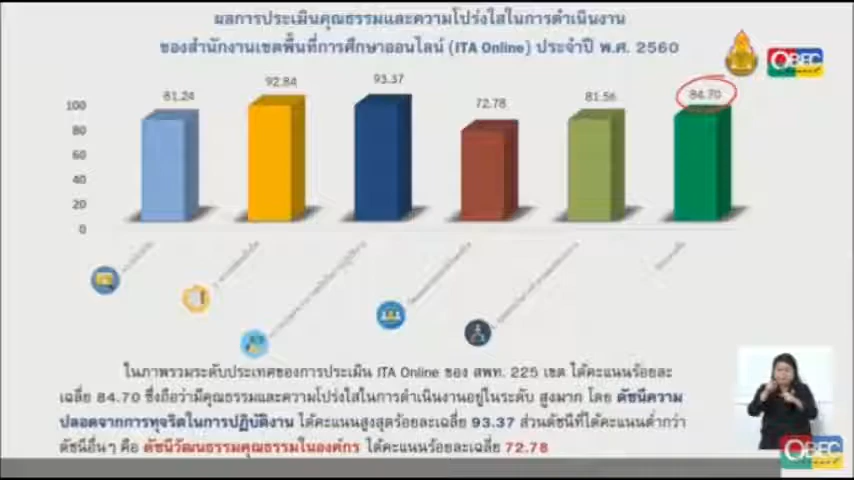 ผลการประเมินคุณธรรมและความโปร่งใสในการดำเนินงาน
ของสำนักงานเขตพื้นที่การศึกษาออนไลน์ (ITA Online) ประจำปี พ.ศ. 2560
OBEC
81.24
92.84
93.37
72.78
81.56
84.70
100
80
60
40
20
0
ในภาพรวมระดับประเทศของการประเมิน ITA Online ของ สพท. 225 เขต ได้คะแนนร้อยละ
เฉลี่ย 84.70 ซึ่งถือว่ามีคุณธรรมและความโปร่งใสในการดำเนินงานอยู่ในระดับ สูงมาก โดย ดัชนีความ
ปลอดจากการทุจริตในการปฏิบัติงาน ได้คะแนนสูงสุดร้อยละเฉลี่ย 93.37 ส่วนดัชนีที่ได้คะแนนต่ำกว่า
ดัชนีอื่นๆ คือ ดัชนีวัฒนธรรมคุณธรรมในองค์กร ได้คะแนนร้อยละเฉลี่ย 72.78
OBEC